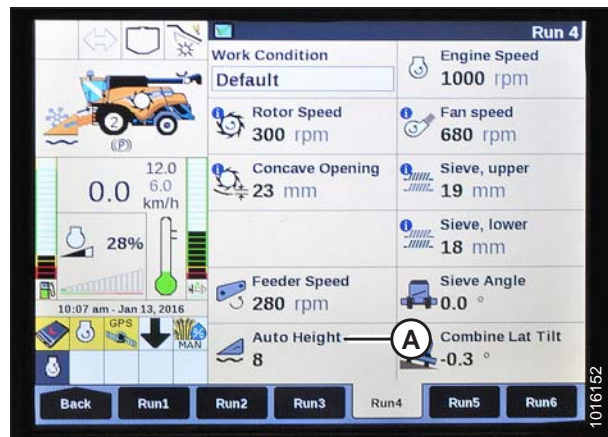 Run 4
Work Condition
Default
Engine Speed
1000 rpm
Rotor Speed
300 rpm
Fan speed
680 rpm
Concave Opening
23 mm
Sieve, upper
19 mm
Sieve, lower
18 mm
Feeder Speed
280 rpm
Sieve Angle
0.0 °
Auto Height
8
A
Combine Lat Tilt
-0.3 °
2
(P)
12.0
6.0
0.0 km/h
28%
10:07 am - Jan 13, 2016
GPS
MAN
Back Run1 Run2 Run3 Run4 Run5 Run6
1016152